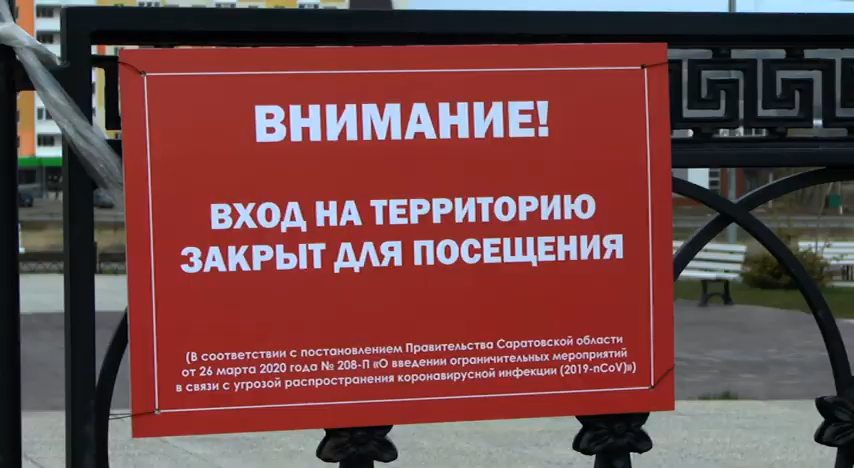 ВНИМАНИЕ!
ВХОД НА ТЕРРИТОРИЮ
ЗАКРЫТ ДЛЯ ПОСЕЩЕНИЯ
(В соответствии с постановлением Правительства Саратовской области
от 26 марта 2020 года № 208-П «О введении ограничительных мероприятий
в связи с угрозой распространения коронавирусной инфекции (2019-nCoV)»)